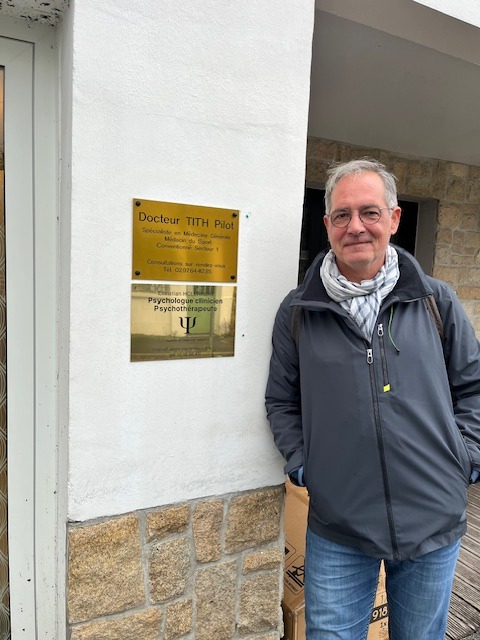 Docteur TITH Pilot
Spécialiste en Médecine Générale
Médecin du Sport
Conventionné Secteur 1
Consultations sur rendez-vous
Psychologue clinicien
Psychothérapeute
Ψ
918